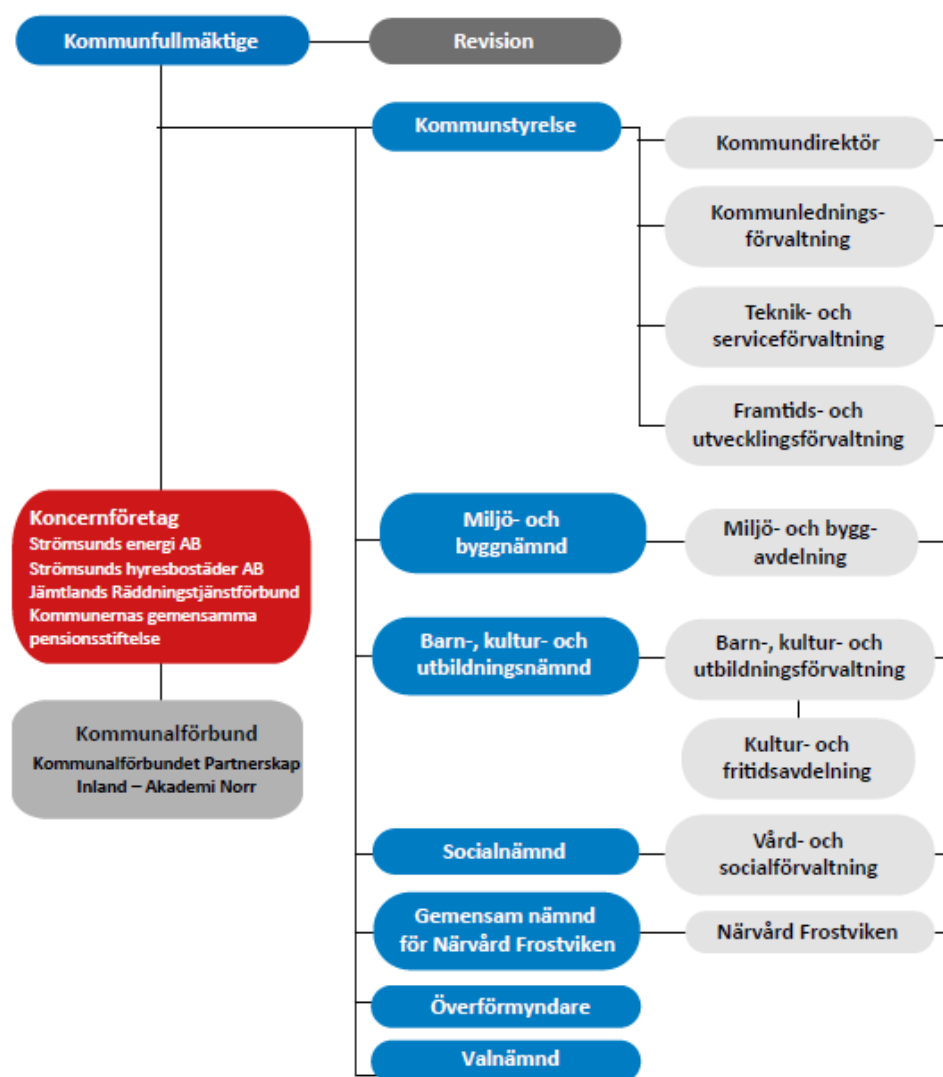 Kommunfullmäktige
Revision
Kommunstyrelse
Kommundirektör
Kommunlednings-
förvaltning
Teknik- och
serviceförvaltning
Framtids- och
utvecklingsförvaltning
Koncernföretag
Strömsunds energi AB
Strömsunds hyresbostäder AB
Jämtlands Räddningstjänstförbund
Kommunernas gemensamma
pensionsstiftelse
Miljö- och
byggnämnd
Miljö- och bygg-
avdelning
Barn-, kultur- och
utbildningsnämnd
Barn-, kultur- och
utbildningsförvaltning
Kommunalförbund
Kommunalförbundet Partnerskap
Inland – Akademi Norr
Kultur- och
fritidsavdelning
Socialnämnd
Vård- och
socialförvaltning
Gemensam nämnd
för Närvård Frostviken
Närvård Frostviken
Överförmyndare
Valnämnd